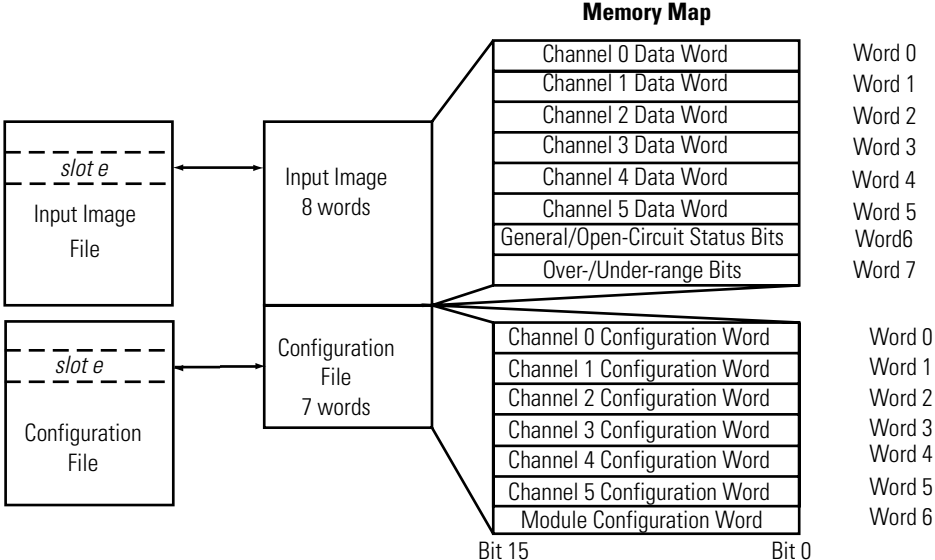 Memory Map
Channel 0 Data Word Word 0
Channel 1 Data Word Word 1
Channel 2 Data Word Word 2
Channel 3 Data Word Word 3
Channel 4 Data Word Word 4
Channel 5 Data Word Word 5
General/Open-Circuit Status Bits Word6
Over-/Under-range Bits Word 7
slot e
Input Image
File
Input Image
8 words
slot e
Configuration
File
Configuration
File
7 words
Channel 0 Configuration Word Word 0
Channel 1 Configuration Word Word 1
Channel 2 Configuration Word Word 2
Channel 3 Configuration Word Word 3
Channel 4 Configuration Word Word 4
Channel 5 Configuration Word Word 5
Module Configuration Word Word 6
Bit 15 Bit 0